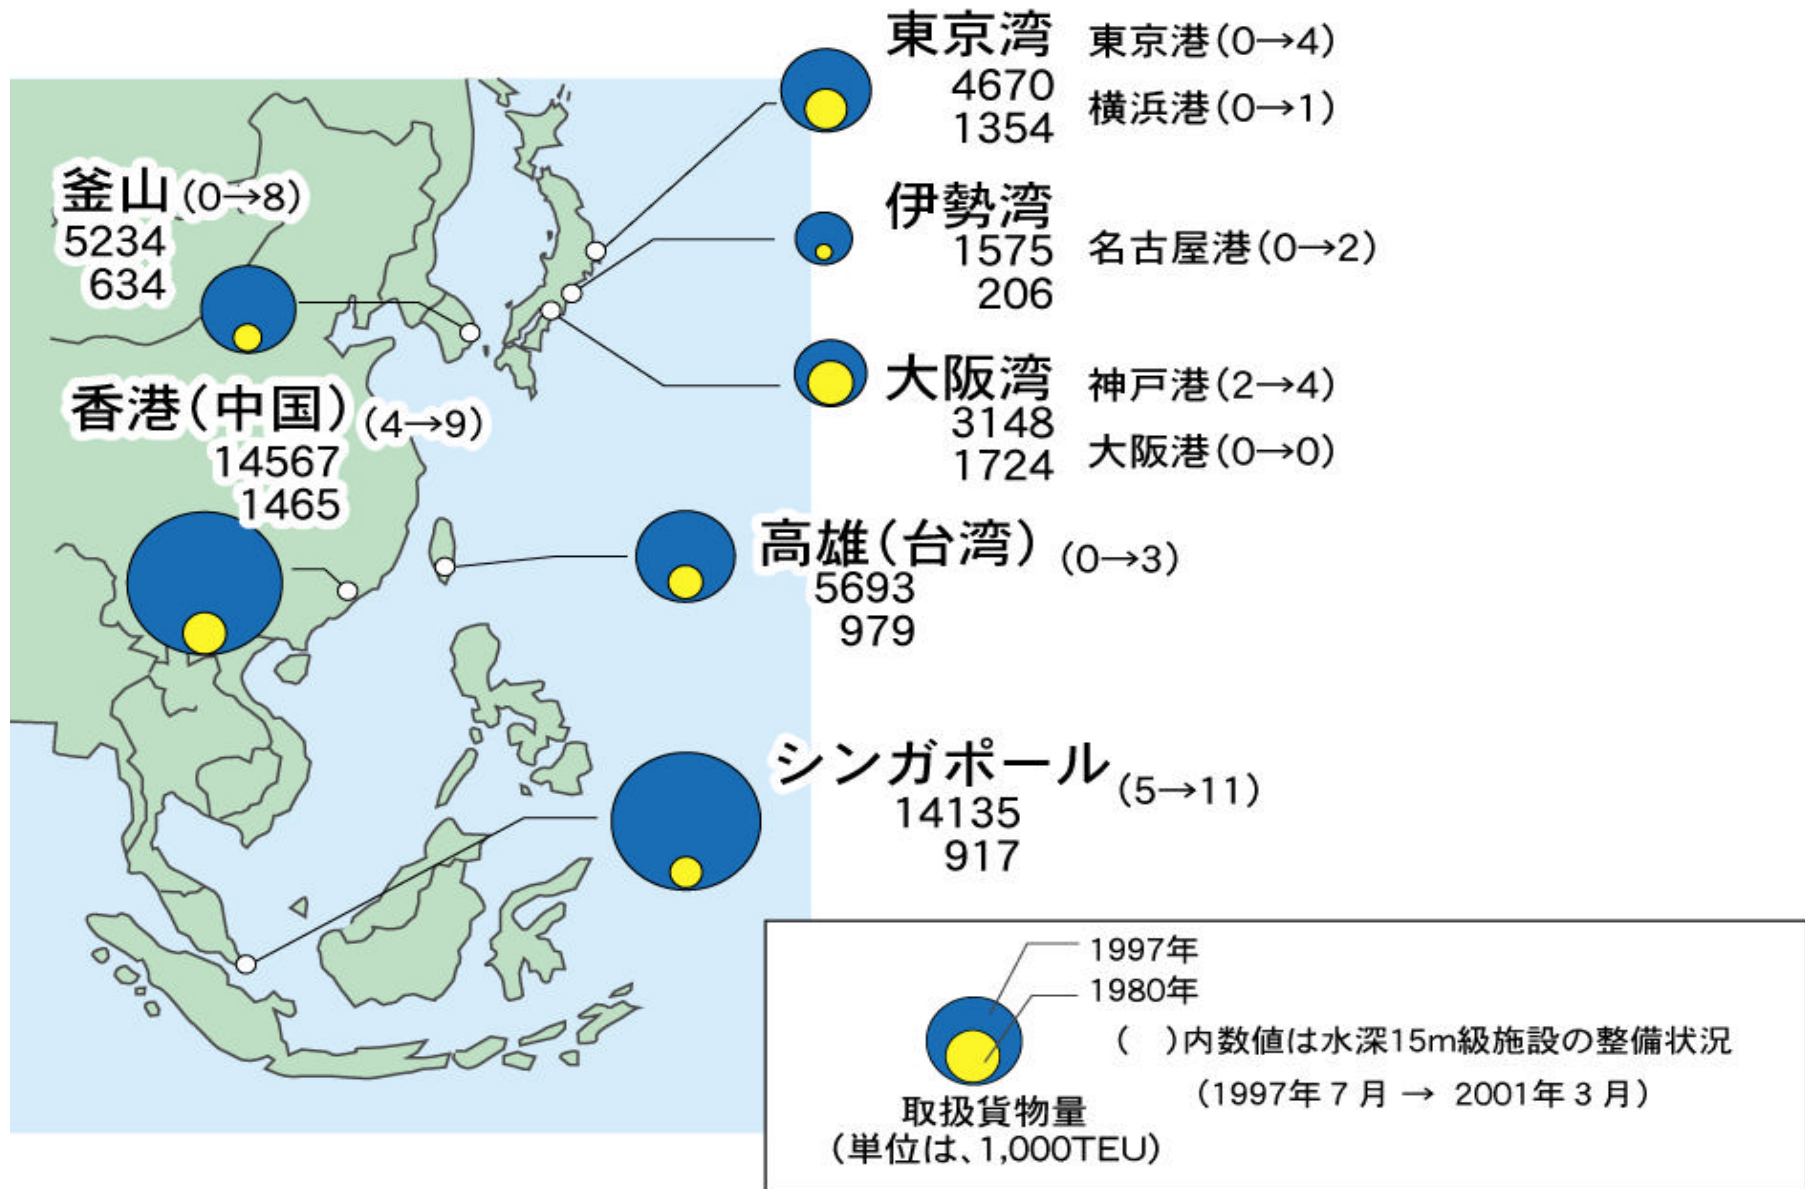 東京湾
4670
1354
東京港(0→4)
横浜港(0→1)
釜山(0→8)
5234
634
伊勢湾
1575
206
名古屋港(0→2)
大阪湾
3148
1724
神戸港(2→4)
大阪港(0→0)
香港(中国)(4→9)
14567
1465
高雄(台湾)(0→3)
5693
979
シンガポール(5→11)
14135
917
1997年
1980年
(　)内数値は水深15m級施設の整備状況
(1997年7月 → 2001年3月)
取扱貨物量
(単位は、1,000TEU)